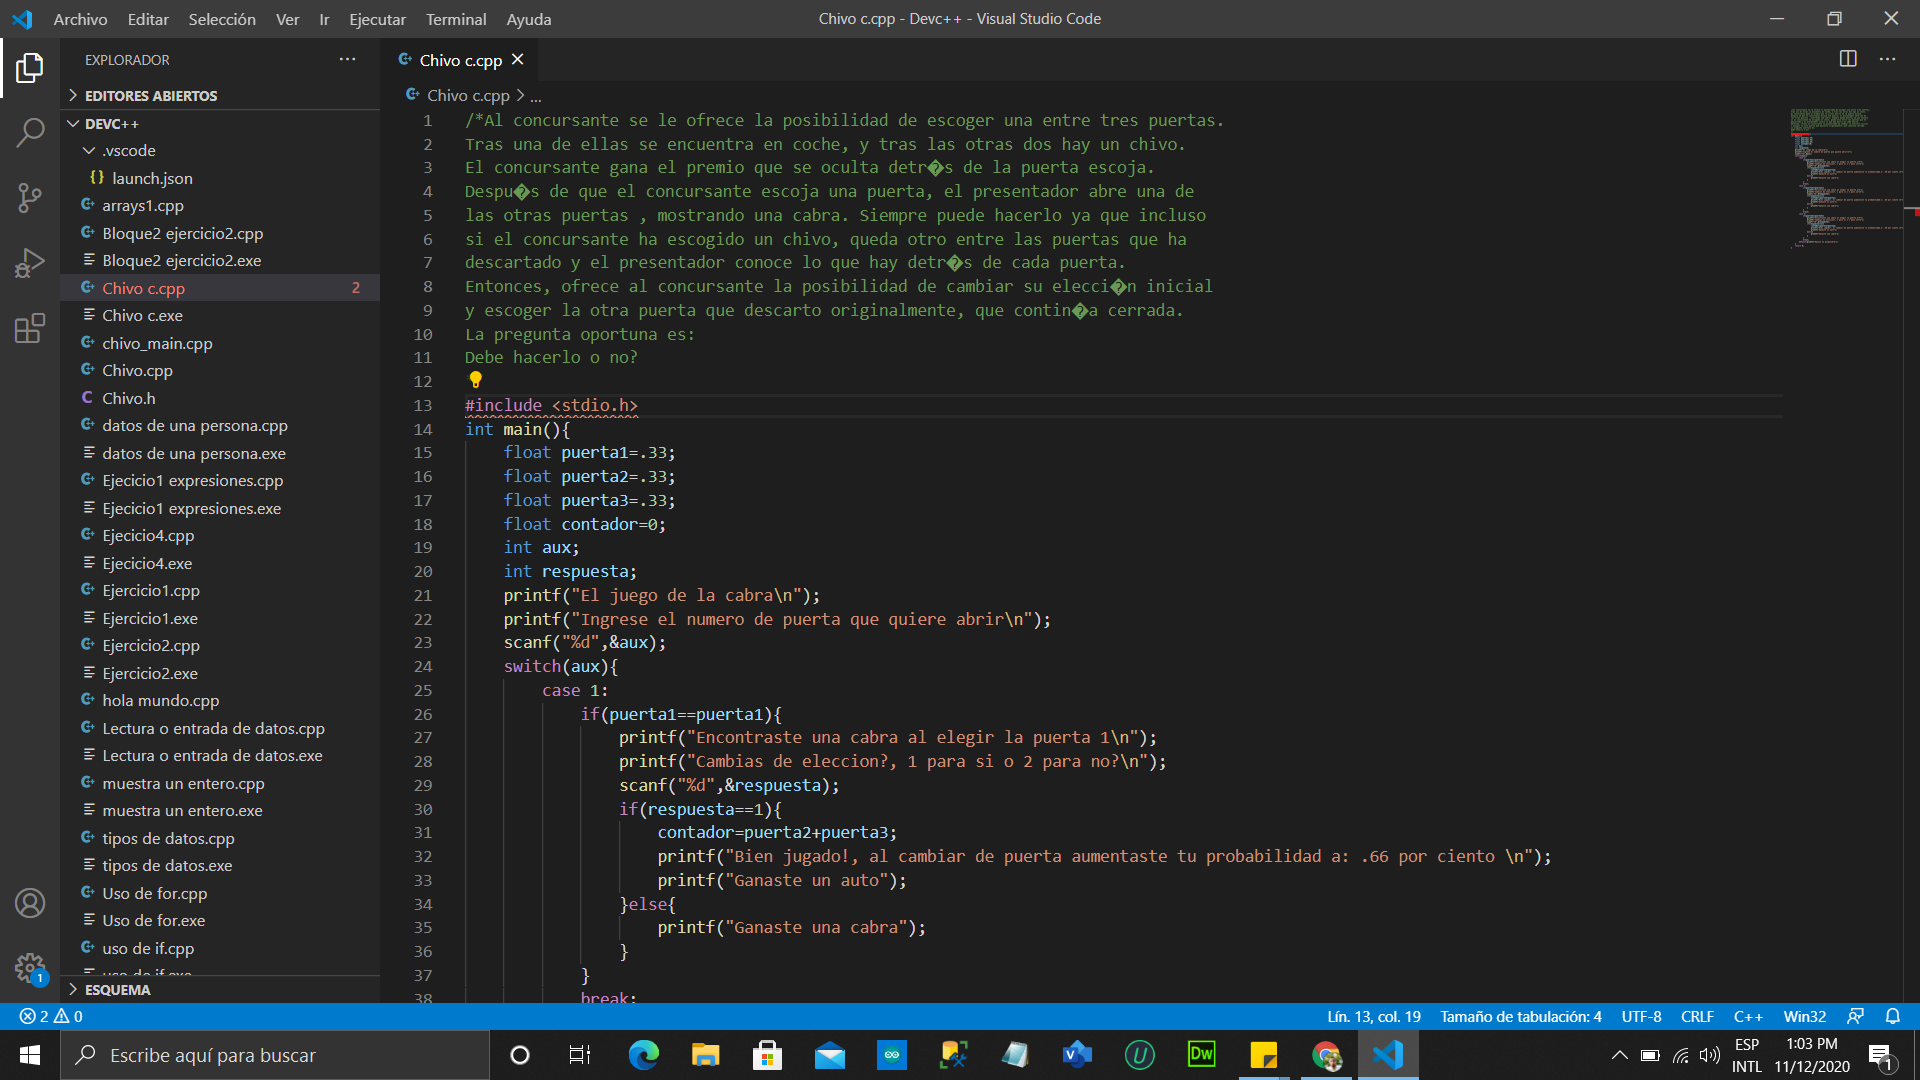 Archivo Editar Selección Ver Ir Ejecutar Terminal Ayuda
Chivo c.cpp - Devc++ - Visual Studio Code
EXPLORADOR
EDITORES ABIERTOS
DEVC++
.vscode
launch.json
arrays1.cpp
Bloque2 ejercicio2.cpp
Bloque2 ejercicio2.exe
Chivo c.cpp 2
Chivo c.exe
chivo_main.cpp
Chivo.cpp
Chivo.h
datos de una persona.cpp
datos de una persona.exe
Ejecicio1 expresiones.cpp
Ejecicio1 expresiones.exe
Ejecicio4.cpp
Ejecicio4.exe
Ejercicio1.cpp
Ejercicio1.exe
Ejercicio2.cpp
Ejercicio2.exe
hola mundo.cpp
Lectura o entrada de datos.cpp
Lectura o entrada de datos.exe
muestra un entero.cpp
muestra un entero.exe
tipos de datos.cpp
tipos de datos.exe
Uso de for.cpp
Uso de for.exe
uso de if.cpp
uso de if.exe
ESQUEMA
Chivo c.cpp
Chivo c.cpp > ...
1 /*Al concursante se le ofrece la posibilidad de escoger una entre tres puertas.
2 Tras una de ellas se encuentra en coche, y tras las otras dos hay un chivo.
3 El concursante gana el premio que se oculta detr�s de la puerta escoja.
4 Despu�s de que el concursante escoja una puerta, el presentador abre una de
5 las otras puertas , mostrando una cabra. Siempre puede hacerlo ya que incluso
6 si el concursante ha escogido un chivo, queda otro entre las puertas que ha
7 descartado y el presentador conoce lo que hay detr�s de cada puerta.
8 Entonces, ofrece al concursante la posibilidad de cambiar su elecci�n inicial
9 y escoger la otra puerta que descarto originalmente, que contin�a cerrada.
10 La pregunta oportuna es:
11 Debe hacerlo o no?
12
13 #include <stdio.h>
14 int main(){
15 float puerta1=.33;
16 float puerta2=.33;
17 float puerta3=.33;
18 float contador=0;
19 int aux;
20 int respuesta;
21 printf("El juego de la cabra\n");
22 printf("Ingrese el numero de puerta que quiere abrir\n");
23 scanf("%d",&aux);
24 switch(aux){
25 case 1:
26 if(puerta1==puerta1){
27 printf("Encontraste una cabra al elegir la puerta 1\n");
28 printf("Cambias de eleccion?, 1 para si o 2 para no?\n");
29 scanf("%d",&respuesta);
30 if(respuesta==1){
31 contador=puerta2+puerta3;
32 printf("Bien jugado!, al cambiar de puerta aumentaste tu probabilidad a: .66 por ciento \n");
33 printf("Ganaste un auto");
34 }else{
35 printf("Ganaste una cabra");
36 }
37 }
38 break;
2 0
Lín. 13, col. 19 Tamaño de tabulación: 4 UTF-8 CRLF C++ Win32
Escribe aquí para buscar
ESP
INTL
1:03 PM
11/12/2020